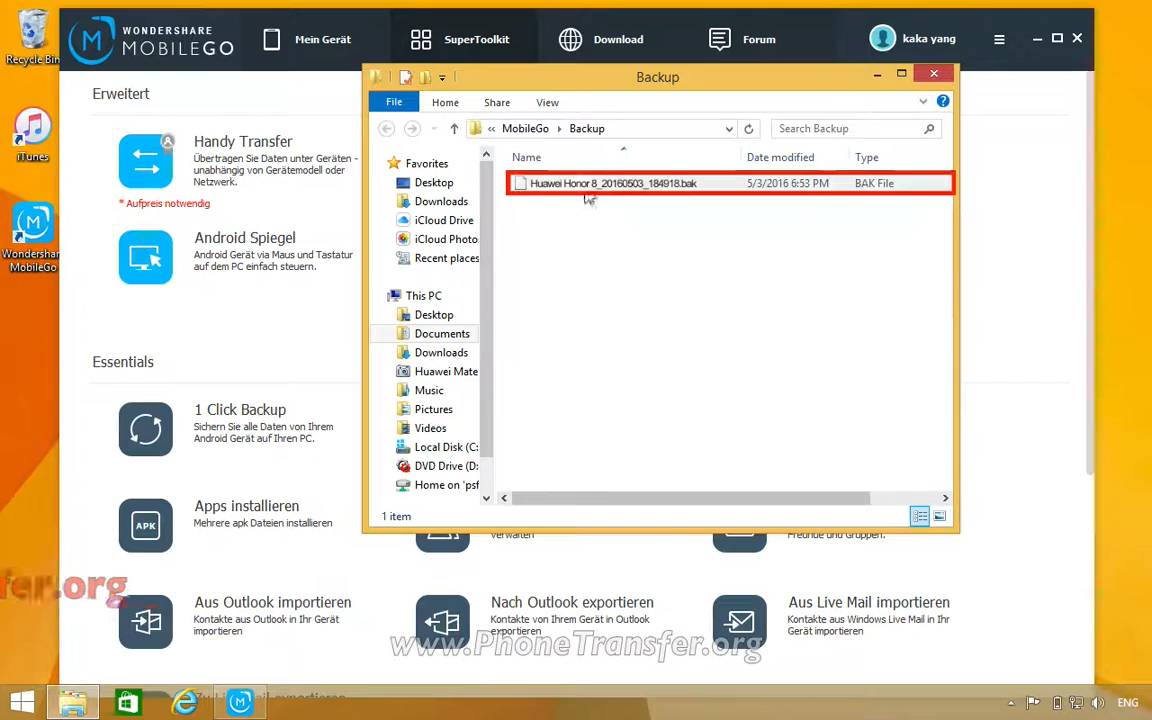 Recycle Bin
iTunes
Wondershare
MobileGo
WONDERSHARE
MOBILEGO
Mein Gerät
SuperToolkit
Download
Forum
kaka yang
Erweitert
Handy Transfer
Übertragen Sie Daten unter Geräten -
unabhängig von Gerätemodell oder
Netzwerk.
* Aufpreis notwendig
Android Spiegel
Android Gerät via Maus und Tastatur
auf dem PC einfach steuern.
Essentials
1 Click Backup
Sichern Sie alle Daten von Ihrem
Android Gerät auf Ihren PC.
Apps installieren
Mehrere apk Dateien installieren
APK
verwalten
Freunde und Gruppen.
Aus Outlook importieren
Kontakte aus Outlook in Ihr Gerät
importieren
Nach Outlook exportieren
Kontakte von Ihrem Gerät in Outlook
exportieren
Aus Live Mail importieren
Kontakte aus Windows Live Mail in Ihr
Gerät importieren
Backup
File
Home
Share
View
« MobileGo › Backup
Search Backup
Name
Date modified
Type
Huawei Honor 8_20160503_184918.bak
5/3/2016 6:53 PM
BAK File
Favorites
Desktop
Downloads
iCloud Drive
iCloud Photo
Recent places
This PC
Desktop
Documents
Downloads
Huawei Mate
Music
Pictures
Videos
Local Disk (C:
DVD Drive (D:
Home on 'psf
1 item
sfer.org
www.PhoneTransfer.org
ENG